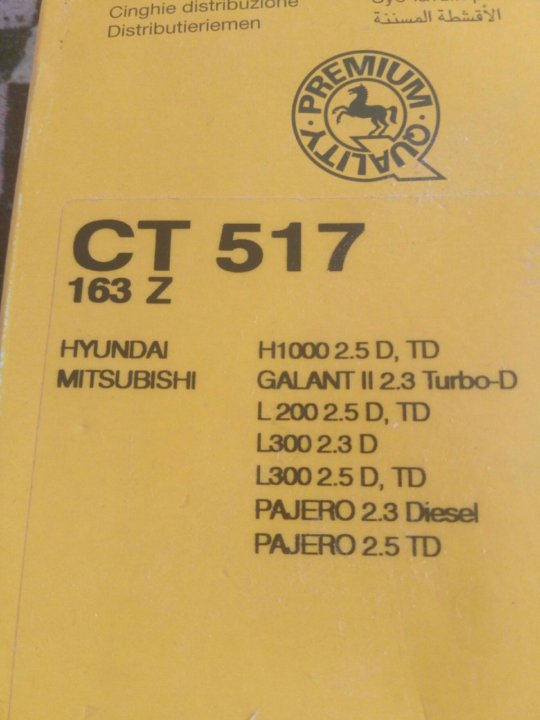 Cinghie distribuzione
Distributieriemen
الأقشطة المسننة
PREMIUM QUALITY
CT 517
163 Z
HYUNDAI H1000 2.5 D, TD
MITSUBISHI GALANT II 2.3 Turbo-D
L 200 2.5 D, TD
L300 2.3 D
L300 2.5 D, TD
PAJERO 2.3 Diesel
PAJERO 2.5 TD